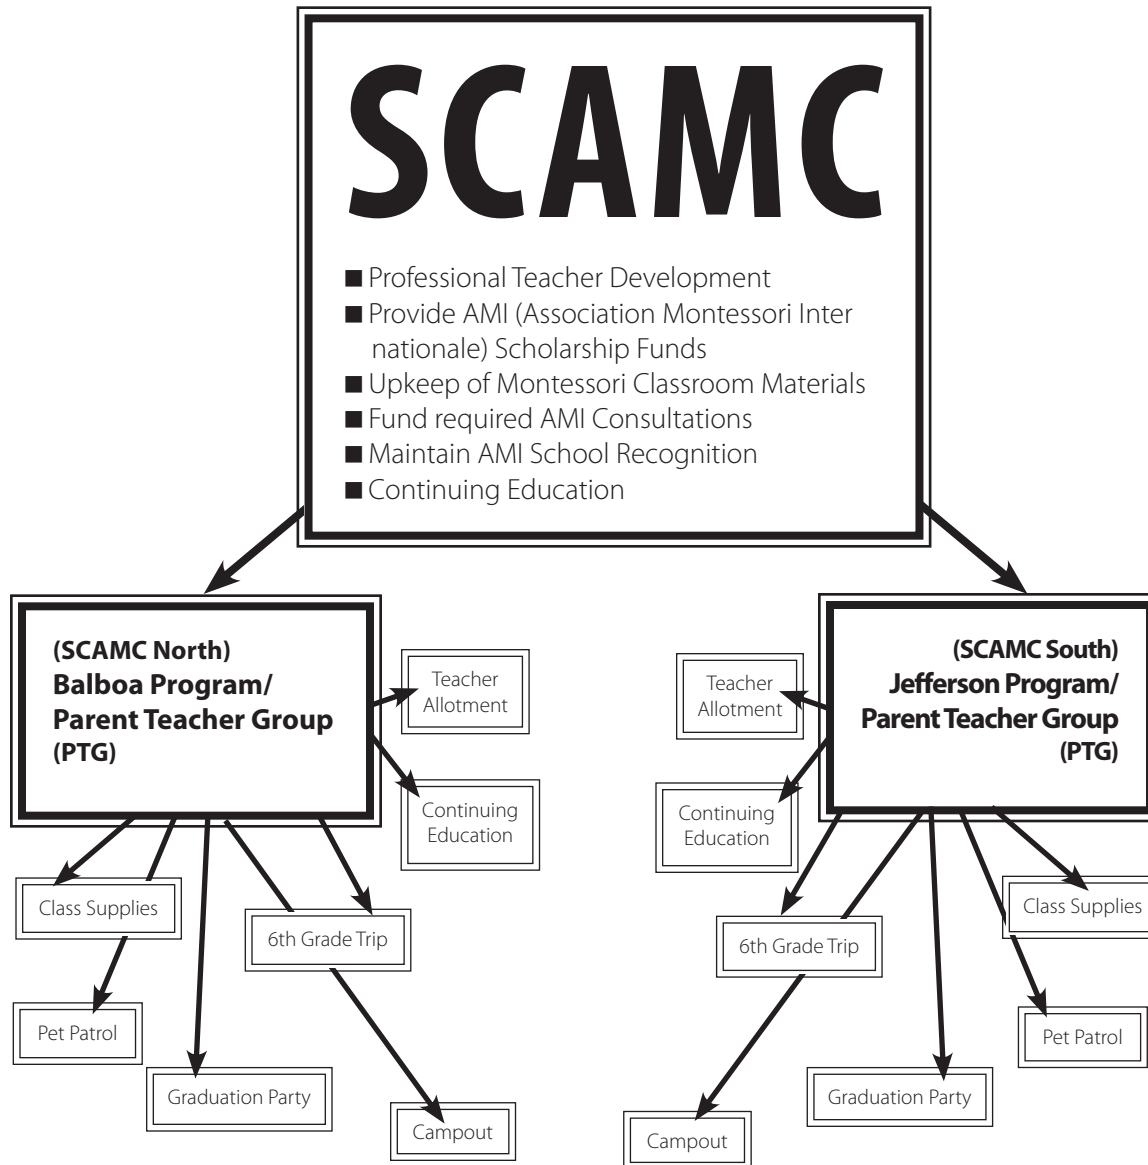 SCAMC
■ Professional Teacher Development
■ Provide AMI (Association Montessori Inter
nationale) Scholarship Funds
■ Upkeep of Montessori Classroom Materials
■ Fund required AMI Consultations
■ Maintain AMI School Recognition
■ Continuing Education
(SCAMC North)
Balboa Program/
Parent Teacher Group
(PTG)
Teacher
Allotment
Continuing
Education
Class Supplies
6th Grade Trip
Pet Patrol
Graduation Party
Campout
(SCAMC South)
Jefferson Program/
Parent Teacher Group
(PTG)
Teacher
Allotment
Continuing
Education
Class Supplies
6th Grade Trip
Pet Patrol
Graduation Party
Campout